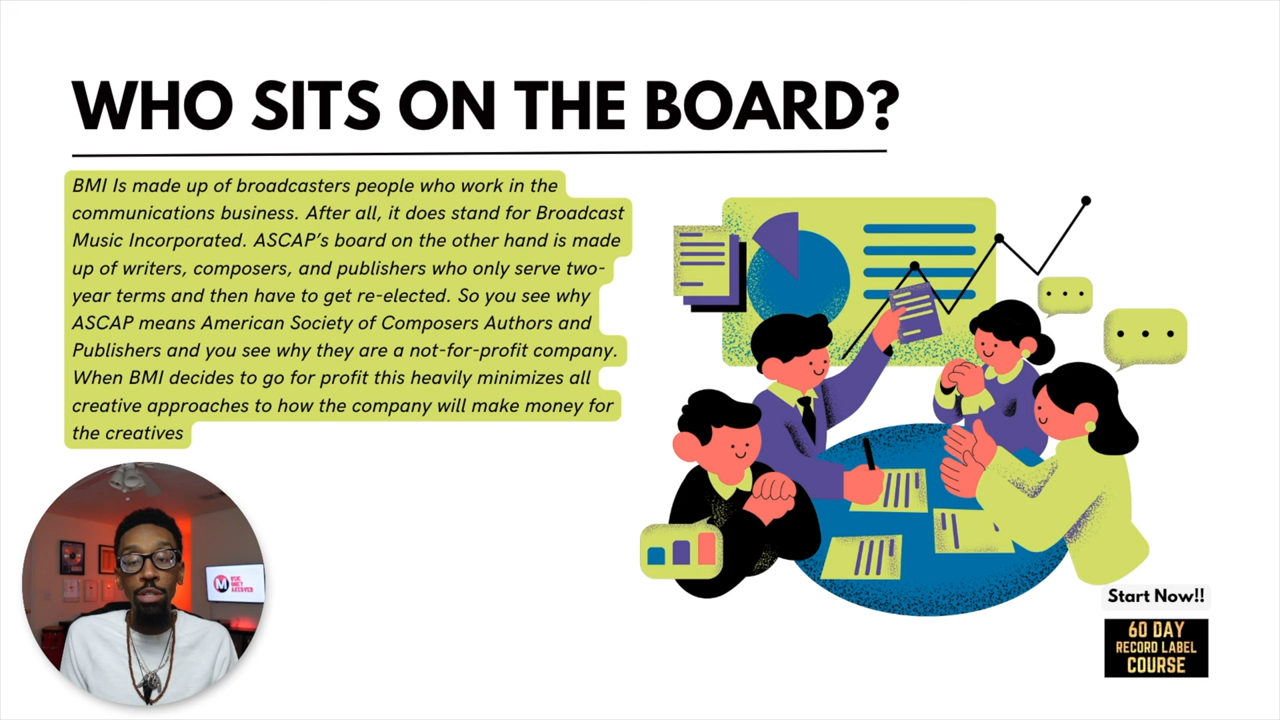 WHO SITS ON THE BOARD?
BMI Is made up of broadcasters people who work in the
communications business. After all, it does stand for Broadcast
Music Incorporated. ASCAP’s board on the other hand is made
up of writers, composers, and publishers who only serve two-
year terms and then have to get re-elected. So you see why
ASCAP means American Society of Composers Authors and
Publishers and you see why they are a not-for-profit company.
When BMI decides to go for profit this heavily minimizes all
creative approaches to how the company will make money for
the creatives
Start Now!!
60 DAY
RECORD LABEL
COURSE